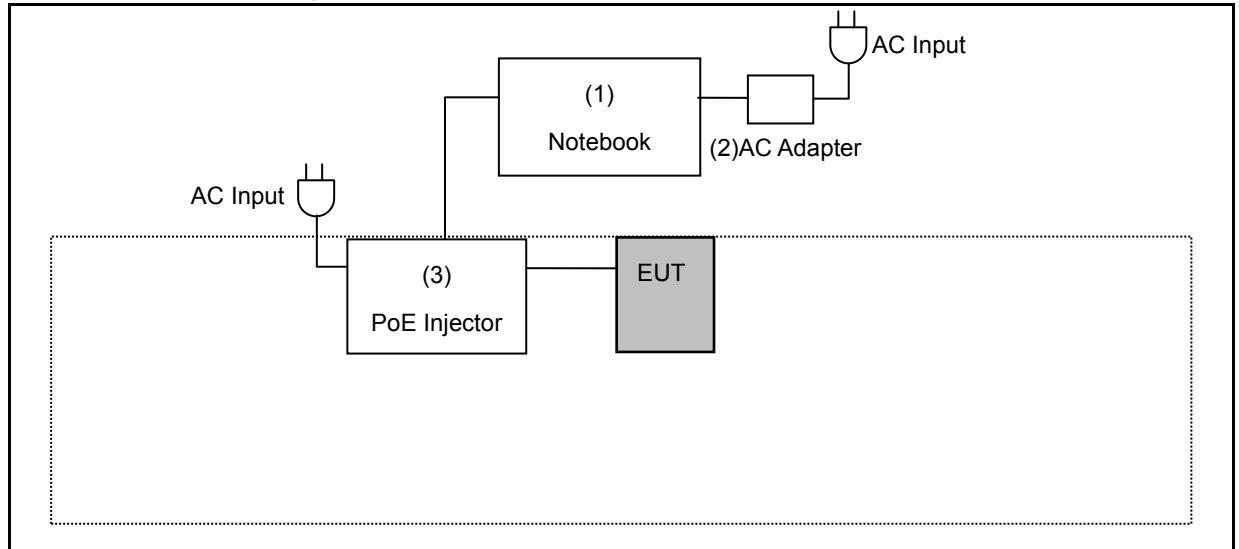 AC Input
(1)
Notebook
(2)AC Adapter
AC Input
(3)
PoE Injector
EUT